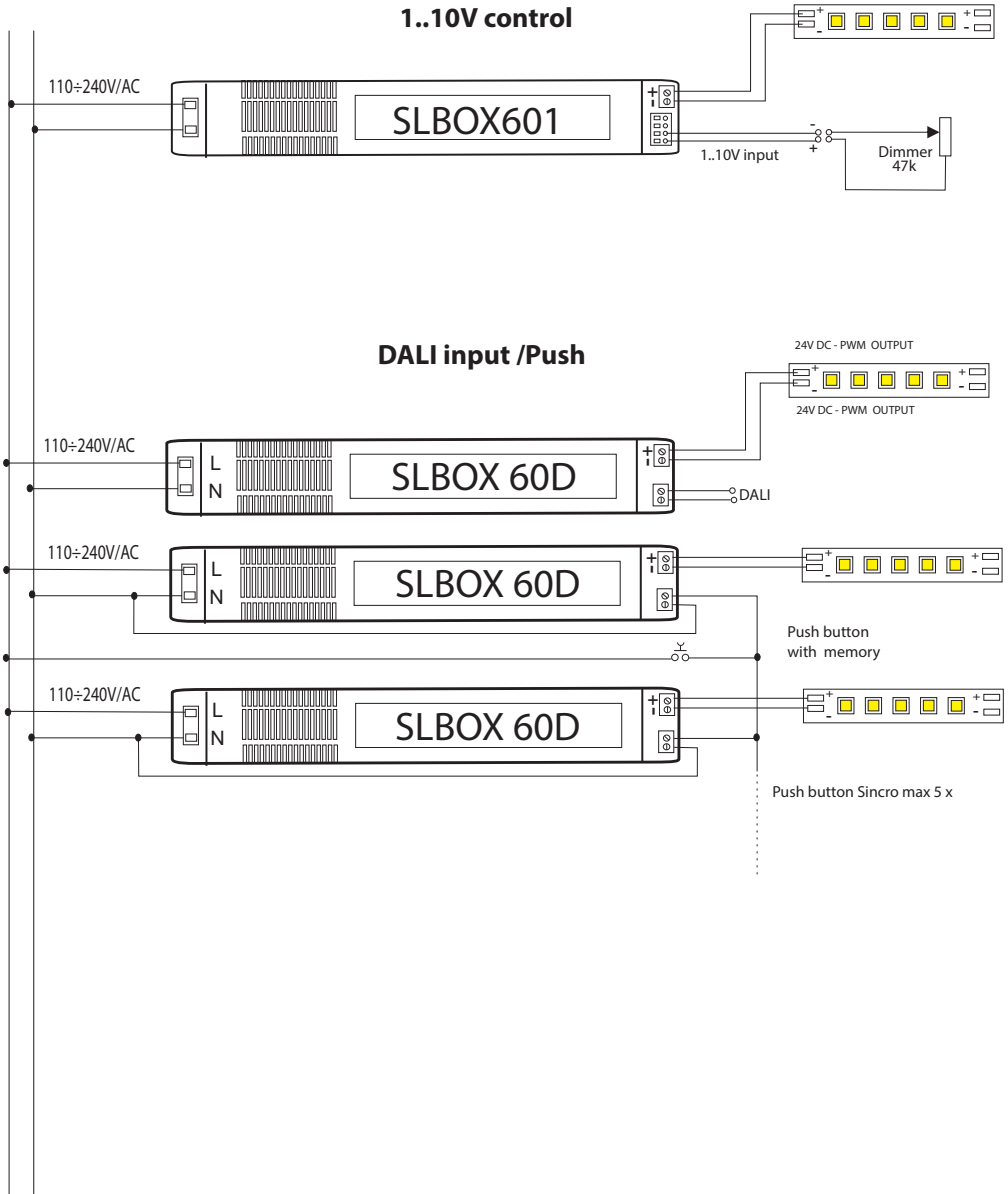 1..10V control
+
-
+
-
110÷240V/AC
SLBOX601
+
-
1..10V input
-
+
Dimmer
47k
DALI input /Push
24V DC - PWM OUTPUT
+
-
+
-
24V DC - PWM OUTPUT
110÷240V/AC
L
N
SLBOX 60D
+
-
DALI
110÷240V/AC
L
N
SLBOX 60D
+
-
+
-
+
-
Push button
with memory
110÷240V/AC
L
N
SLBOX 60D
+
-
+
-
+
-
Push button Sincro max 5 x